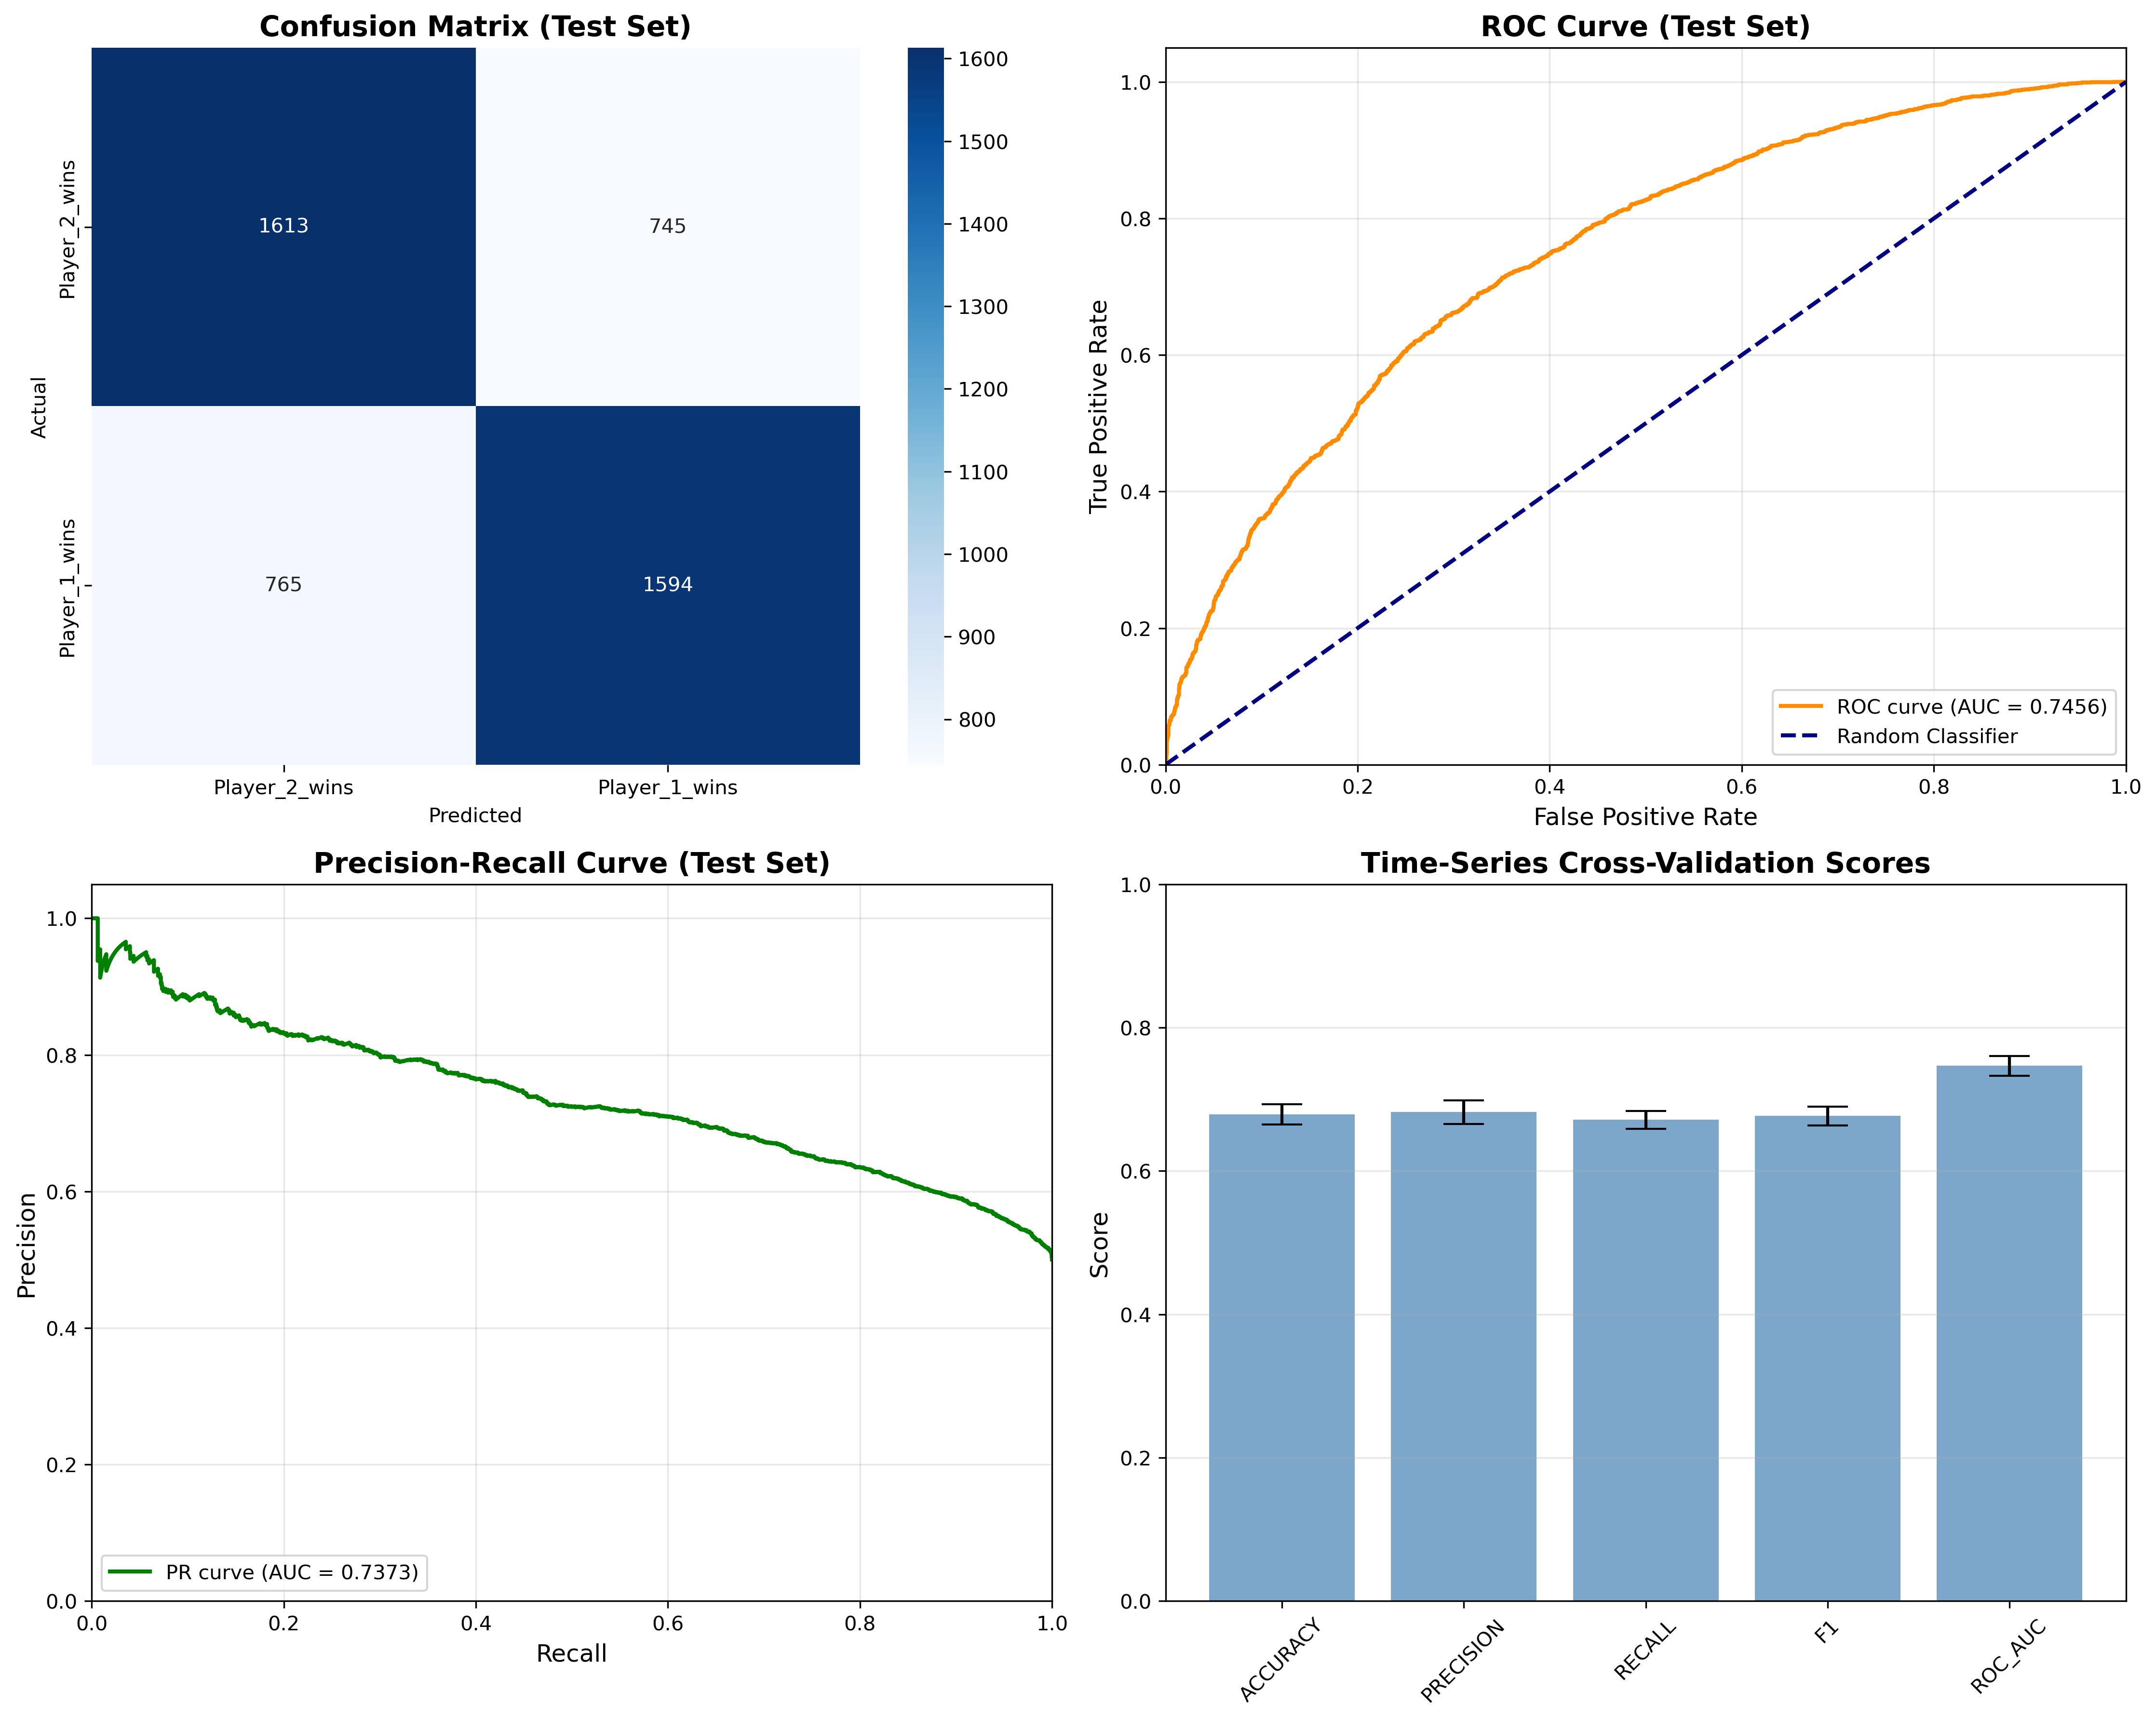 Confusion Matrix (Test Set)
Actual
Player_2_wins
Player_1_wins
1613
745
765
1594
Player_2_wins
Player_1_wins
Predicted
1600
1500
1400
1300
1200
1100
1000
900
800
ROC Curve (Test Set)
True Positive Rate
1.0
0.8
0.6
0.4
0.2
0.0
0.0
0.2
0.4
0.6
0.8
1.0
False Positive Rate
ROC curve (AUC = 0.7456)
Random Classifier
Precision-Recall Curve (Test Set)
Precision
1.0
0.8
0.6
0.4
0.2
0.0
PR curve (AUC = 0.7373)
0.0
0.2
0.4
0.6
0.8
1.0
Recall
Time-Series Cross-Validation Scores
Score
1.0
0.8
0.6
0.4
0.2
0.0
ACCURACY
PRECISION
RECALL
F1
ROC_AUC